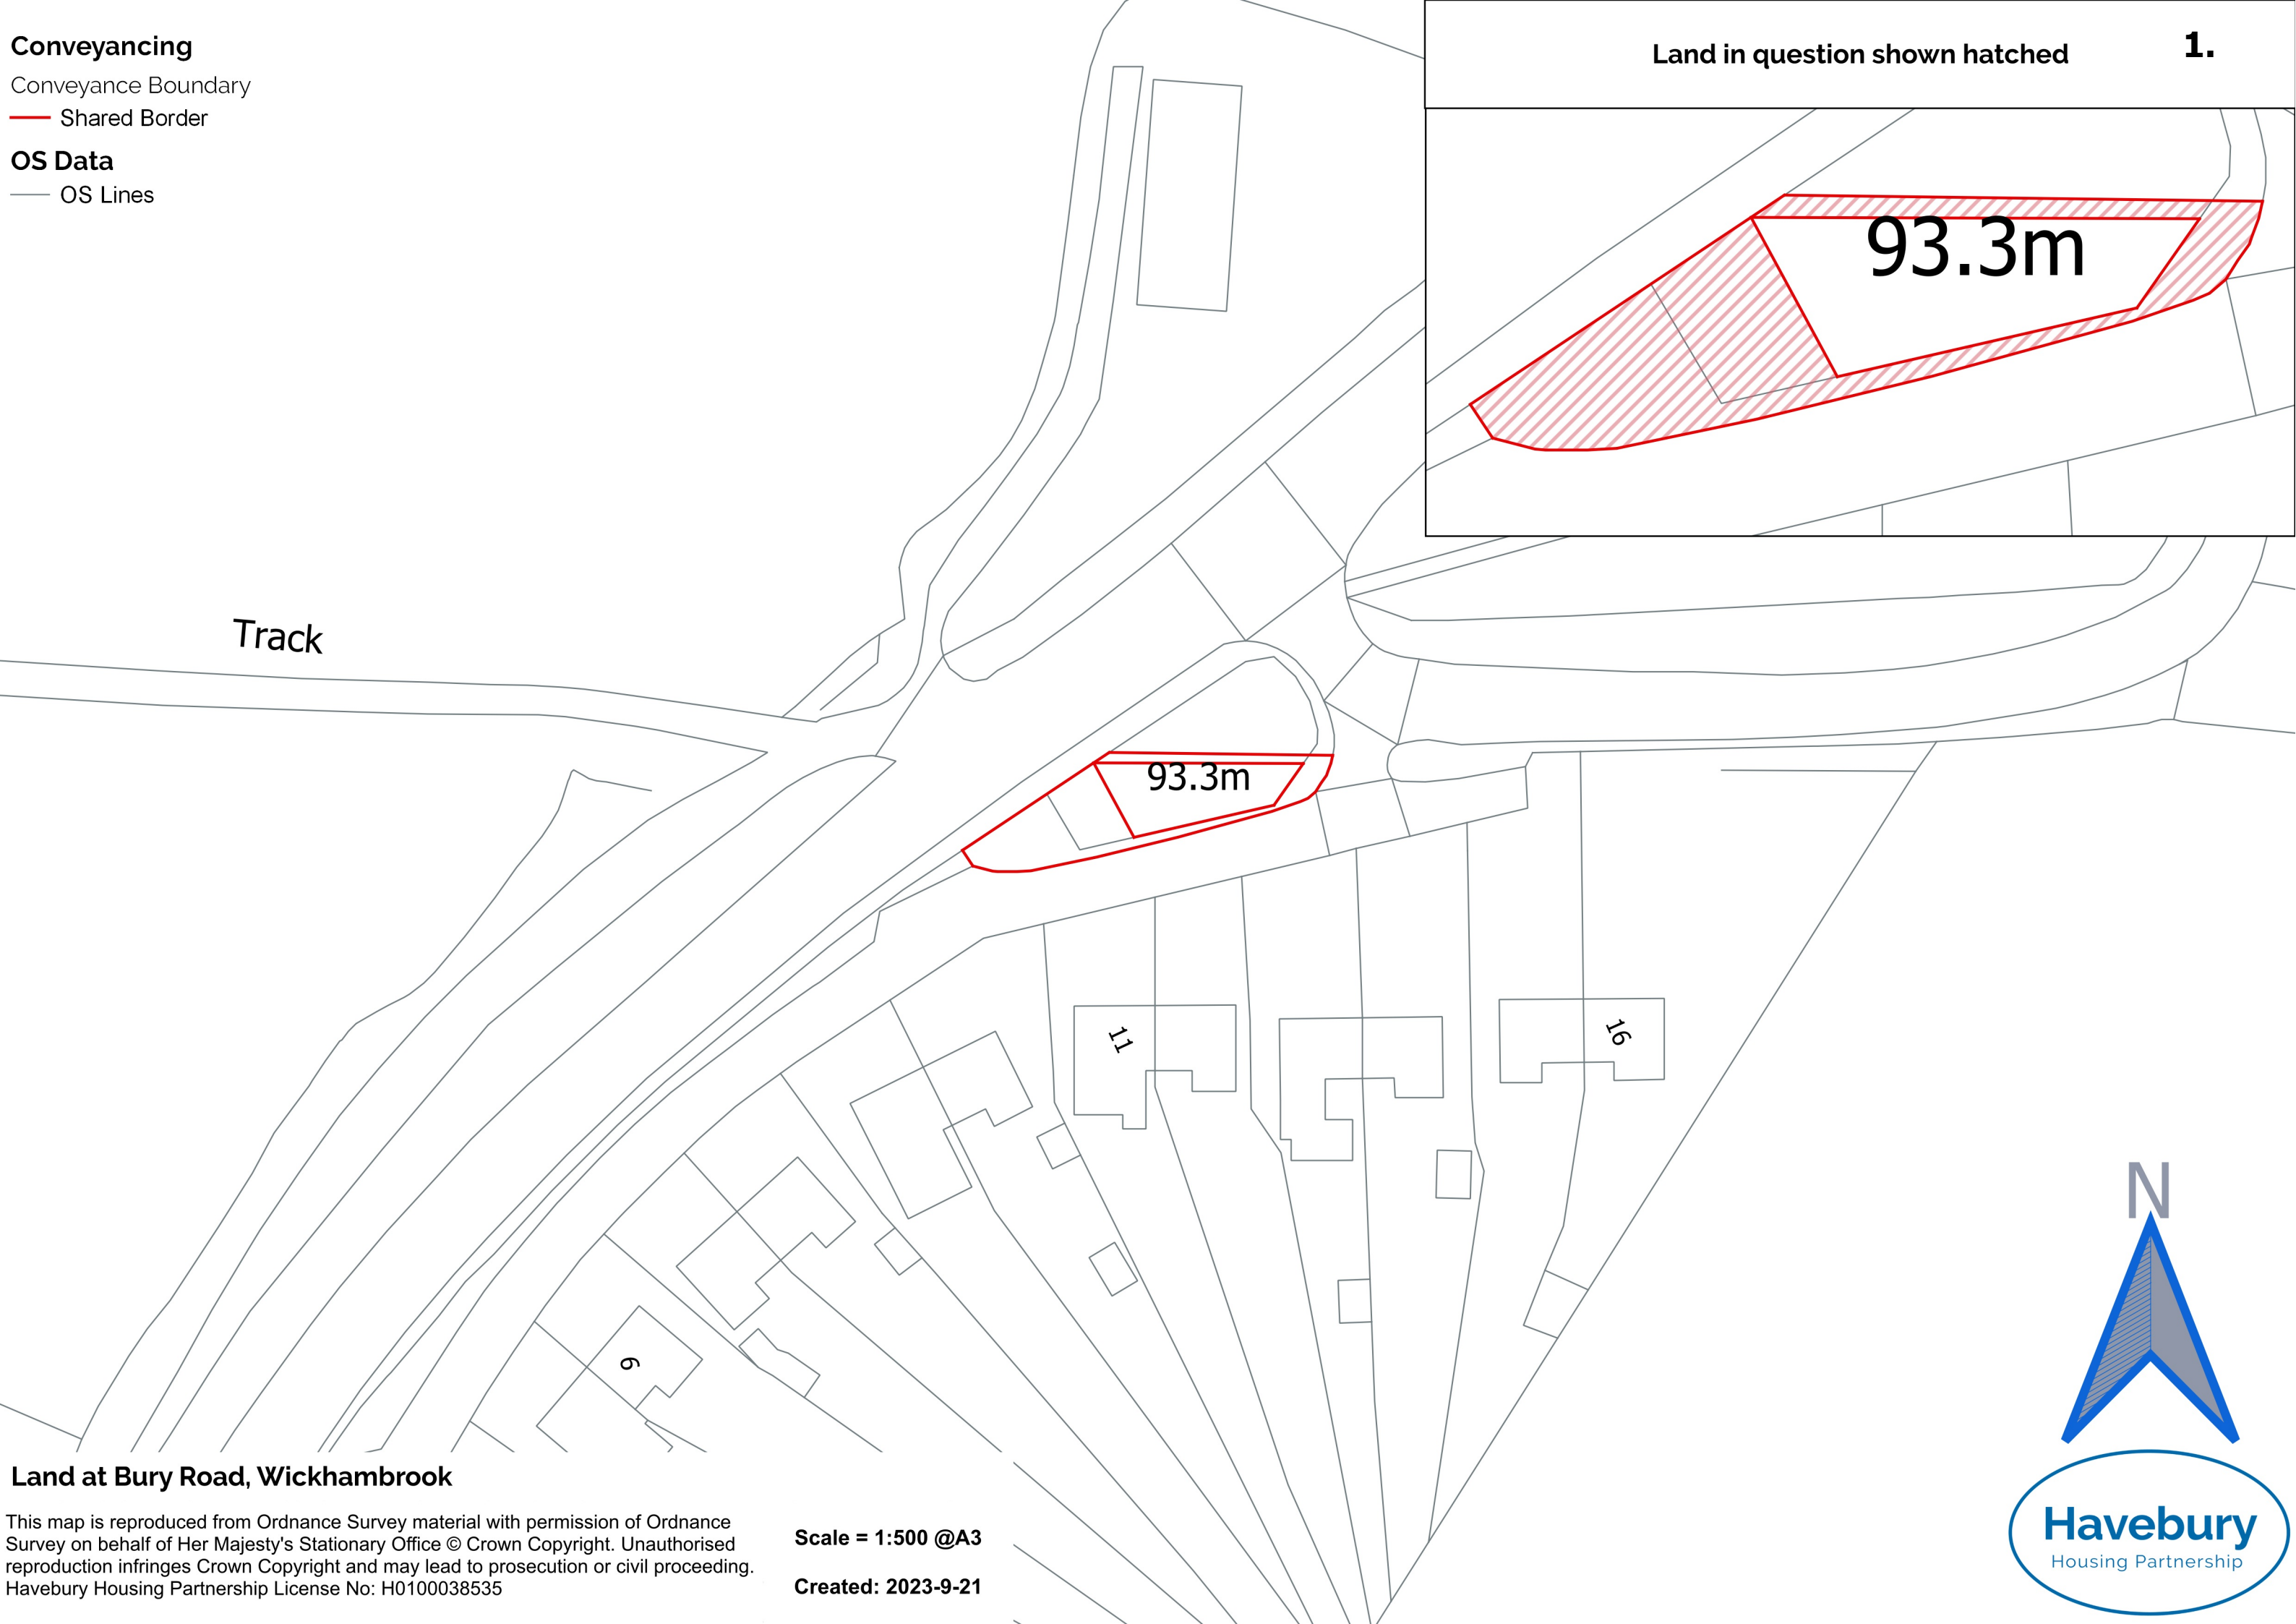 Conveyancing
Conveyance Boundary
Shared Border
OS Data
OS Lines
Land in question shown hatched
1.
93.3m
Track
93.3m
11
16
6
N
Land at Bury Road, Wickhambrook
This map is reproduced from Ordnance Survey material with permission of Ordnance
Survey on behalf of Her Majesty's Stationary Office © Crown Copyright. Unauthorised
reproduction infringes Crown Copyright and may lead to prosecution or civil proceeding.
Havebury Housing Partnership License No: H0100038535
Scale = 1:500 @A3
Created: 2023-9-21
Havebury
Housing Partnership